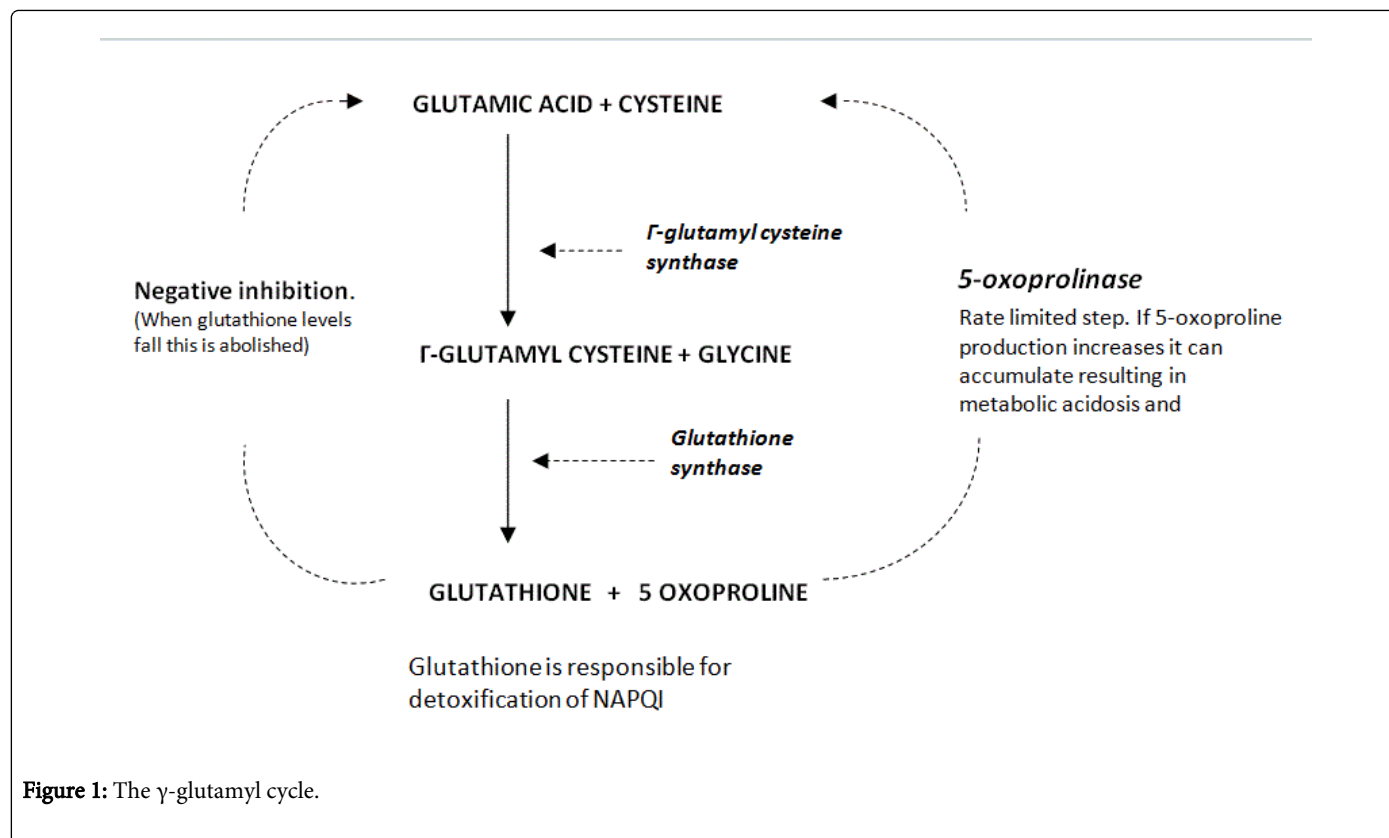 GLUTAMIC ACID + CYSTEINE
Γ-glutamyl cysteine
synthase
Negative inhibition.
(When glutathione levels
fall this is abolished)
5-oxoprolinase
Rate limited step. If 5-oxoproline
production increases it can
accumulate resulting in
metabolic acidosis and
Γ-GLUTAMYL CYSTEINE + GLYCINE
Glutathione
synthase
GLUTATHIONE + 5 OXOPROLINE
Glutathione is responsible for
detoxification of NAPQI
Figure 1: The γ-glutamyl cycle.